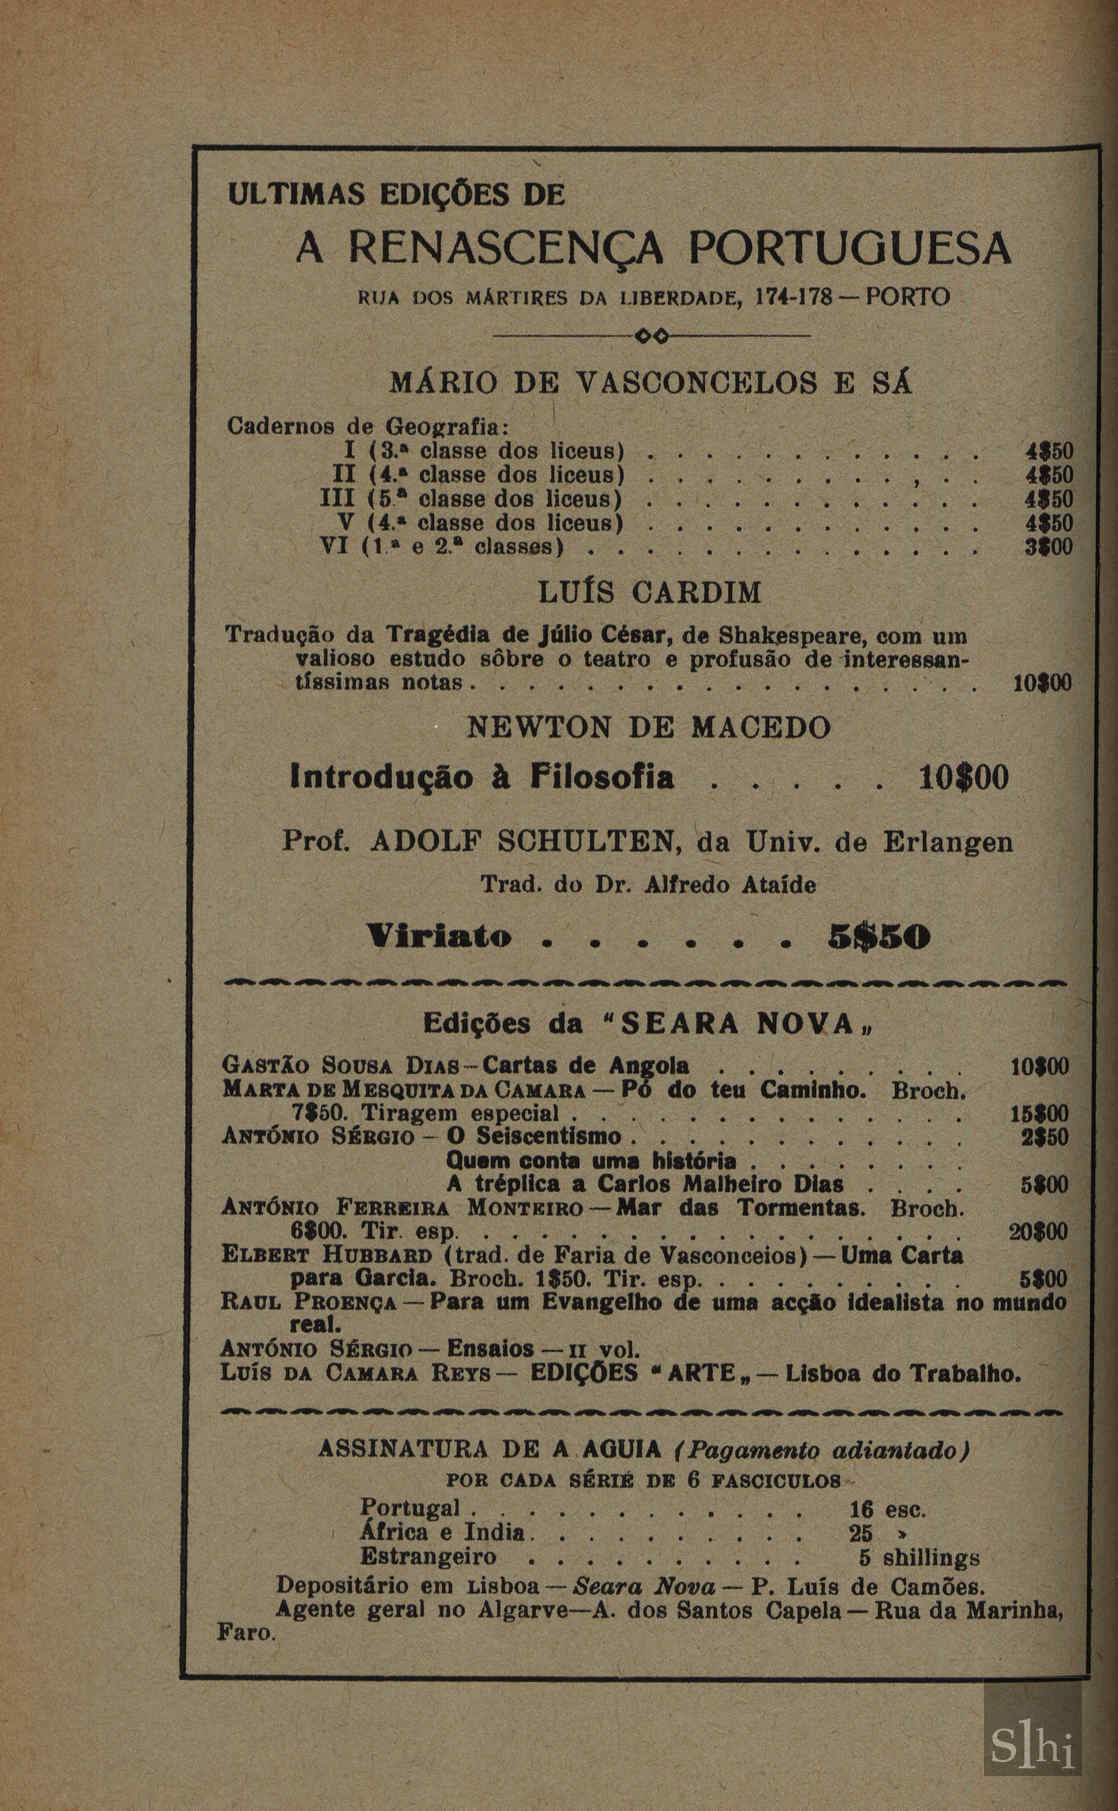 ULTIMAS EDIÇÕES DE
A RENASCENÇA PORTUGUESA
RUA DOS MÁRTIRES DA LIBERDADE, 174-178 — PORTO
MÁRIO DE VASCONCELOS E SÁ
Cadernos de Geografia:
I (3.ª classe dos liceus) . . . . . . . . . . . . 4$50
II (4.ª classe dos liceus) . . . . . . . . . , . . 4$50
III (5.ª classe dos liceus) . . . . . . . . . . . . 4$50
V (4.ª classe dos liceus) . . . . . . . . . . . . 4$50
VI (1.ª e 2.ª classes) . . . . . . . . . . . . . . 3$00
LUÍS CARDIM
Tradução da Tragédia de Júlio César, de Shakespeare, com um
valioso estudo sôbre o teatro e profusão de interessan-
tíssimas notas . . . . . . . . . . . . . . . . . . 10$00
NEWTON DE MACEDO
Introdução à Filosofia . . . . . 10$00
Prof. ADOLF SCHULTEN, da Univ. de Erlangen
Trad. do Dr. Alfredo Ataíde
Viriato . . . . . . 5$50
Edições da "SEARA NOVA„
GASTÃO SOUSA DIAS — Cartas de Angola . . . . . . . . . 10$00
MARTA DE MESQUITA DA CAMARA — Pó do teu Caminho. Broch.
7$50. Tiragem especial . . . . . . . . . . . . . . 15$00
ANTÓNIO SÉRGIO — O Seiscentismo . . . . . . . . . . . . 2$50
Quem conta uma história . . . . . . . .
A tréplica a Carlos Malheiro Dias . . . . 5$00
ANTÓNIO FERREIRA MONTEIRO — Mar das Tormentas. Broch.
6$00. Tir. esp. . . . . . . . . . . . . . . . . . 20$00
ELBERT HUBBARD (trad. de Faria de Vasconceios) — Uma Carta
para Garcia. Broch. 1$50. Tir. esp. . . . . . . . . . 5$00
RAUL PROENÇA — Para um Evangelho de uma acção idealista no mundo
real.
ANTÓNIO SÉRGIO — Ensaios — II vol.
LUÍS DA CAMARA REYS — EDIÇÕES "ARTE„ — Lisboa do Trabalho.
ASSINATURA DE A AGUIA (Pagamento adiantado)
POR CADA SÉRIE DE 6 FASCICULOS
Portugal . . . . . . . . . . . . 16 esc.
África e India . . . . . . . . . . 25 »
Estrangeiro . . . . . . . . . . 5 shillings
Depositário em Lisboa — Seara Nova — P. Luís de Camões.
Agente geral no Algarve — A. dos Santos Capela — Rua da Marinha,
Faro.
Slhi